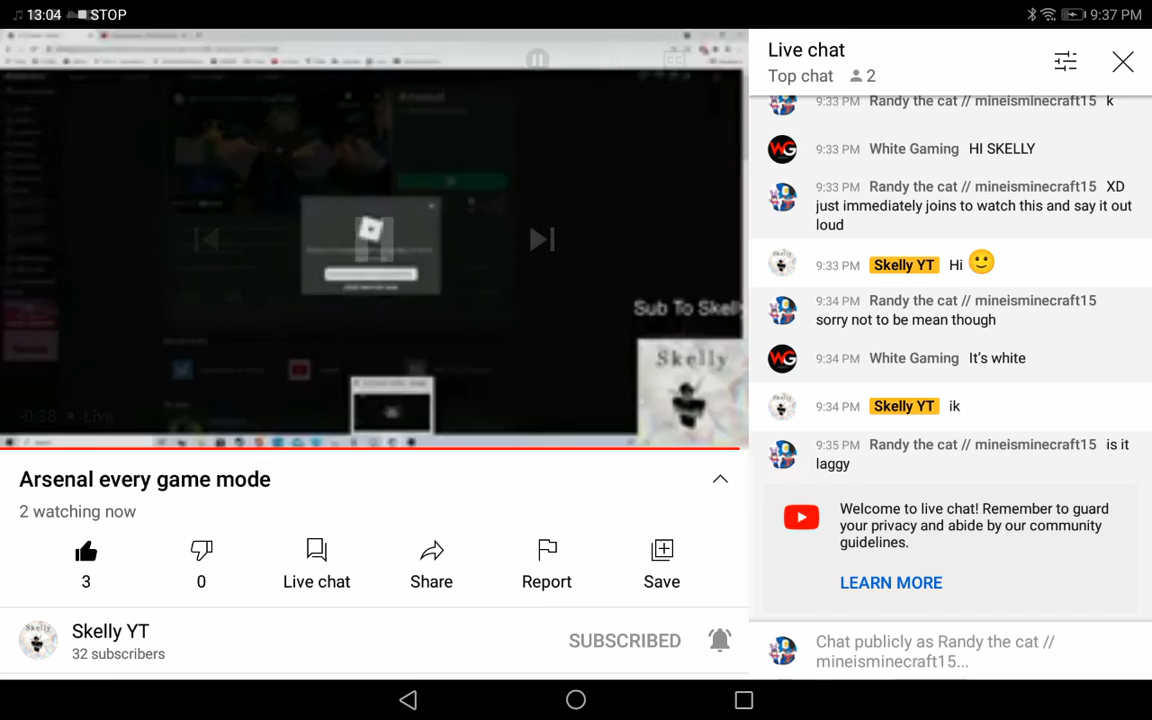 13:04 STOP
9:37 PM
Sub To Skelly
Skelly
-0:38 • Live
Arsenal every game mode
2 watching now
3
0
Live chat
Share
Report
Save
Skelly YT
32 subscribers
SUBSCRIBED
Live chat
Top chat 2
9:33 PM Randy the cat // mineisminecraft15 k
9:33 PM White Gaming HI SKELLY
9:33 PM Randy the cat // mineisminecraft15 XD
just immediately joins to watch this and say it out
loud
9:33 PM Skelly YT Hi
9:34 PM Randy the cat // mineisminecraft15
sorry not to be mean though
9:34 PM White Gaming It's white
9:34 PM Skelly YT ik
9:35 PM Randy the cat // mineisminecraft15 is it
laggy
Welcome to live chat! Remember to guard
your privacy and abide by our community
guidelines.
LEARN MORE
Chat publicly as Randy the cat //
mineisminecraft15...